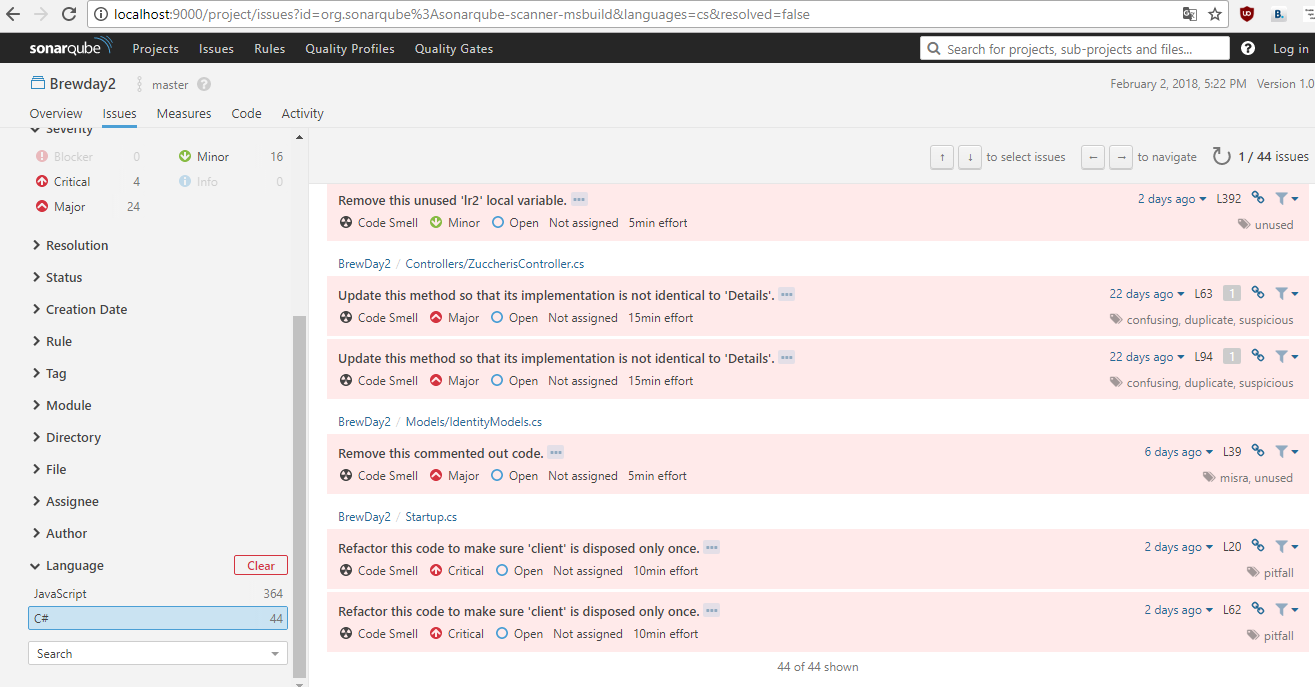 localhost:9000/project/issues?id=org.sonarqube%3Asonarqube-scanner-msbuild&languages=cs&resolved=false
sonarqube Projects Issues Rules Quality Profiles Quality Gates Search for projects, sub-projects and files... ? Log in
Brewday2 master ? February 2, 2018, 5:22 PM Version 1.0
Overview Issues Measures Code Activity
Severity
Blocker 0 Minor 16
Critical 4 Info 0
Major 24
Resolution
Status
Creation Date
Rule
Tag
Module
Directory
File
Assignee
Author
Language Clear
JavaScript 364
C# 44
Search
↑ ↓ to select issues ← → to navigate 1 / 44 issues
Remove this unused 'lr2' local variable. ••• 2 days ago L392
Code Smell Minor Open Not assigned 5min effort unused
BrewDay2 / Controllers/ZuccherisController.cs
Update this method so that its implementation is not identical to 'Details'. ••• 22 days ago L63 1
Code Smell Major Open Not assigned 15min effort confusing, duplicate, suspicious
Update this method so that its implementation is not identical to 'Details'. ••• 22 days ago L94 1
Code Smell Major Open Not assigned 15min effort confusing, duplicate, suspicious
BrewDay2 / Models/IdentityModels.cs
Remove this commented out code. ••• 6 days ago L39
Code Smell Major Open Not assigned 5min effort misra, unused
BrewDay2 / Startup.cs
Refactor this code to make sure 'client' is disposed only once. ••• 2 days ago L20
Code Smell Critical Open Not assigned 10min effort pitfall
Refactor this code to make sure 'client' is disposed only once. ••• 2 days ago L62
Code Smell Critical Open Not assigned 10min effort pitfall
44 of 44 shown